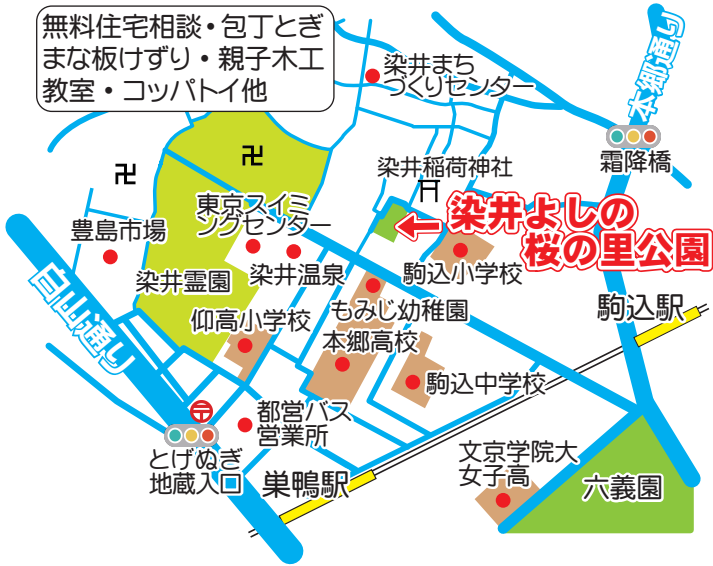 無料住宅相談・包丁とぎ
まな板けずり・親子木工
教室・コッパトイ他
染井まち
づくりセンター
本郷通り
霜降橋
染井稲荷神社
卍
卍
東京スイミ
ングセンター
染井よしの
桜の里公園
豊島市場
染井霊園
染井温泉
駒込小学校
白山通り
仰高小学校
もみじ幼稚園
駒込駅
本郷高校
駒込中学校
〒
都営バス
営業所
とげぬき
地蔵入口
巣鴨駅
文京学院大
女子高
六義園